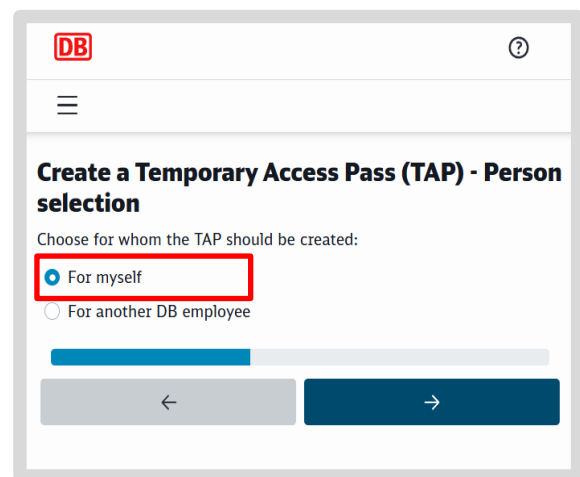 DB
?
Create a Temporary Access Pass (TAP) - Person
selection
Choose for whom the TAP should be created:
For myself
For another DB employee